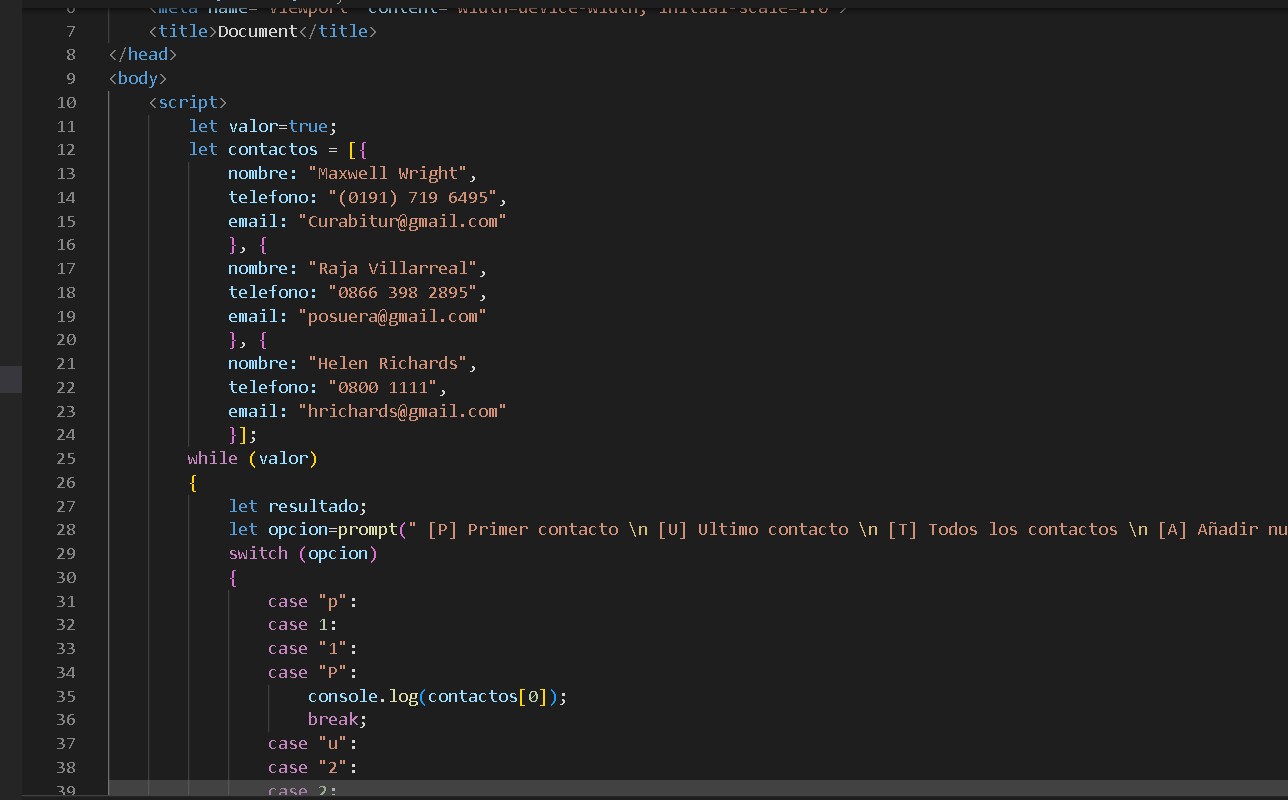 6 <meta name="viewport" content="width=device-width, initial-scale=1.0">
7 <title>Document</title>
8 </head>
9 <body>
10 <script>
11 let valor=true;
12 let contactos = [{
13 nombre: "Maxwell Wright",
14 telefono: "(0191) 719 6495",
15 email: "Curabitur@gmail.com"
16 }, {
17 nombre: "Raja Villarreal",
18 telefono: "0866 398 2895",
19 email: "posuera@gmail.com"
20 }, {
21 nombre: "Helen Richards",
22 telefono: "0800 1111",
23 email: "hrichards@gmail.com"
24 }];
25 while (valor)
26 {
27 let resultado;
28 let opcion=prompt(" [P] Primer contacto \n [U] Ultimo contacto \n [T] Todos los contactos \n [A] Añadir nu
29 switch (opcion)
30 {
31 case "p":
32 case 1:
33 case "1":
34 case "P":
35 console.log(contactos[0]);
36 break;
37 case "u":
38 case "2":
39 case 2: